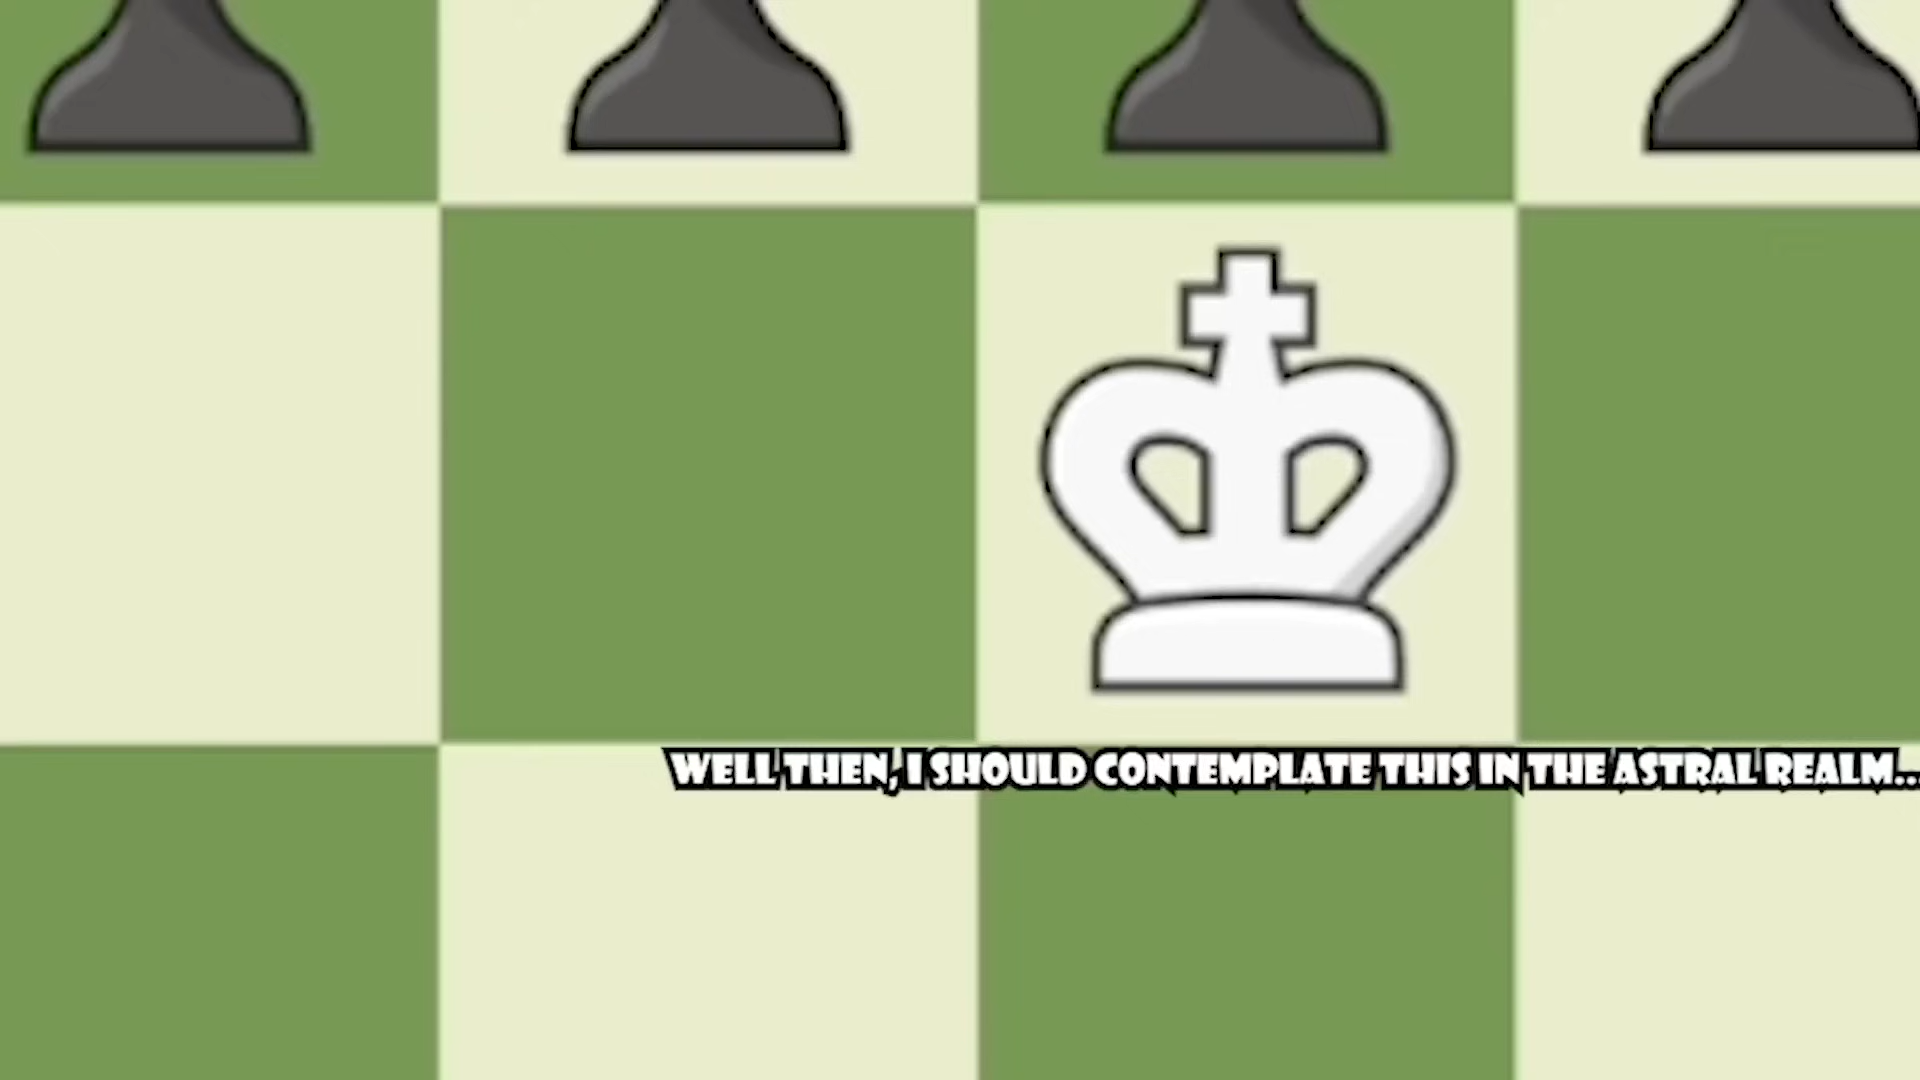 WELL THEN, I SHOULD CONTEMPLATE THIS IN THE ASTRAL REALM...